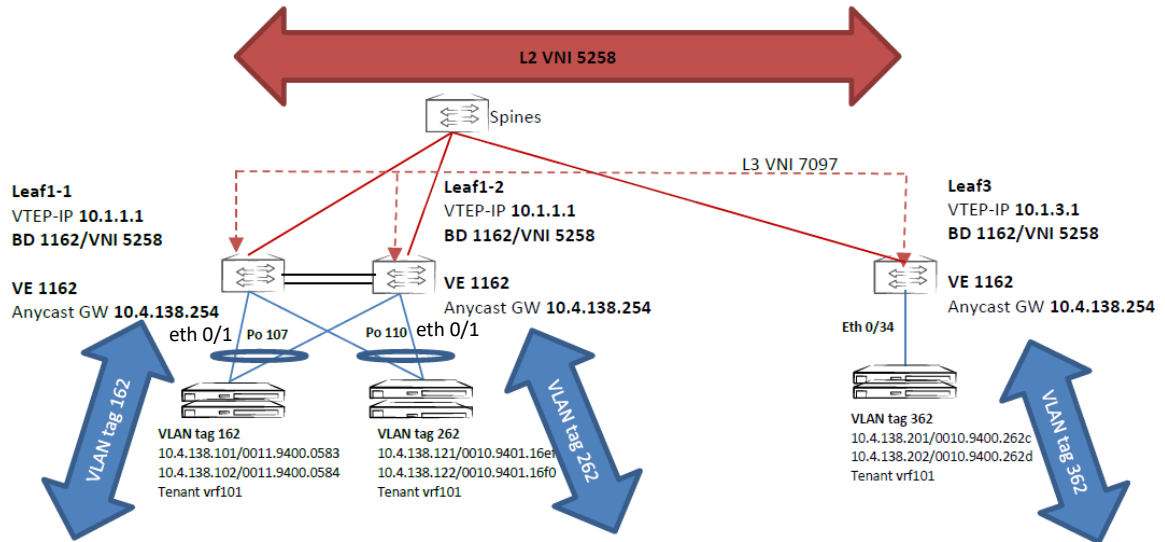 L2 VNI 5258
Spines
L3 VNI 7097
Leaf1-1
VTEP-IP 10.1.1.1
BD 1162/VNI 5258
VE 1162
Anycast GW 10.4.138.254
Leaf1-2
VTEP-IP 10.1.1.1
BD 1162/VNI 5258
VE 1162
Anycast GW 10.4.138.254
Leaf3
VTEP-IP 10.1.3.1
BD 1162/VNI 5258
VE 1162
Anycast GW 10.4.138.254
eth 0/1
Po 107
Po 110
eth 0/1
Eth 0/34
VLAN tag 162
VLAN tag 162
10.4.138.101/0011.9400.0583
10.4.138.102/0011.9400.0584
Tenant vrf101
VLAN tag 262
10.4.138.121/0010.9401.16ef
10.4.138.122/0010.9401.16f0
Tenant vrf101
VLAN tag 262
VLAN tag 362
10.4.138.201/0010.9400.262c
10.4.138.202/0010.9400.262d
Tenant vrf101
VLAN tag 362